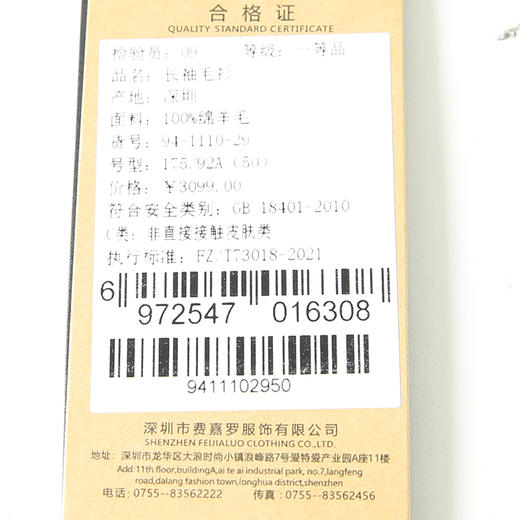 合格证
QUALITY STANDARD CERTIFICATE
检验员: 09 等级: 一等品
品名: 长袖毛衫
产地: 深圳
面料: 100%绵羊毛
货号: 94-1110-29
号型: 175/92A (50)
价格: ￥3099.00
符合安全类别: GB 18401-2010
C类: 非直接接触皮肤类
执行标准: FZ/T73018-2021
6 972547 016308
9411102950
深圳市费嘉罗服饰有限公司
SHENZHEN FEIJIALUO CLOTHING CO.,LTD
地址: 深圳市龙华区大浪时尚小镇浪峰路7号爱特爱产业园A座11楼
Add:11th floor,buildingA,ai te ai industrial park, no.7,langfeng
road,dalang fashion town,longhua district,shenzhen
电话: 0755--83562222 传真: 0755--83562456